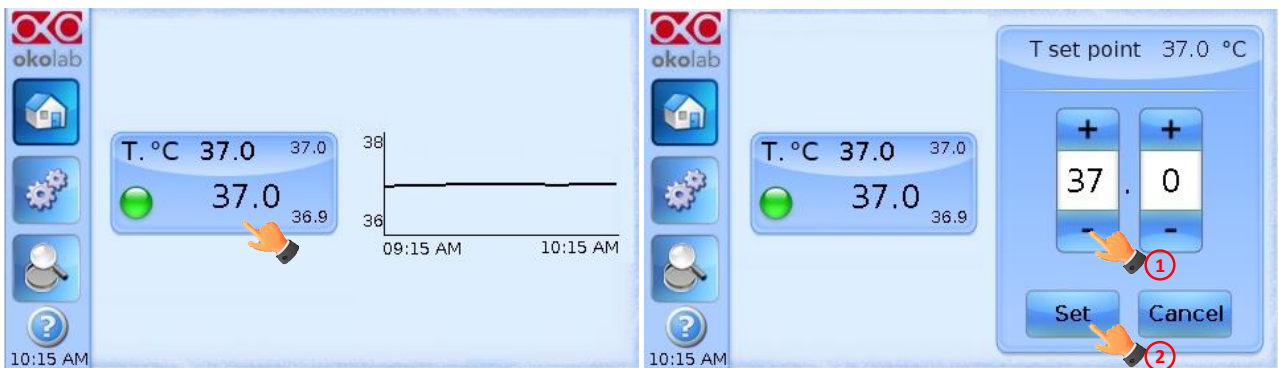 okolab
T. °C 37.0 37.0
37.0
36.9
38
36
09:15 AM 10:15 AM
?
10:15 AM
okolab
T. °C 37.0 37.0
37.0
36.9
?
10:15 AM
T set point 37.0 °C
+ +
37 . 0
- -
1
Set Cancel
2